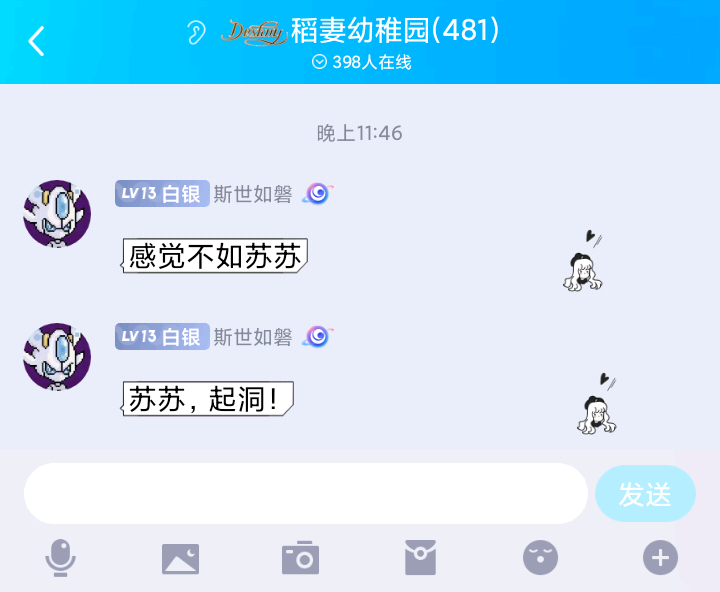 Destiny 稻妻幼稚园(481)
398人在线
晚上11:46
LV13 白银 斯世如磐
感觉不如苏苏
LV13 白银 斯世如磐
苏苏，起洞！
发送